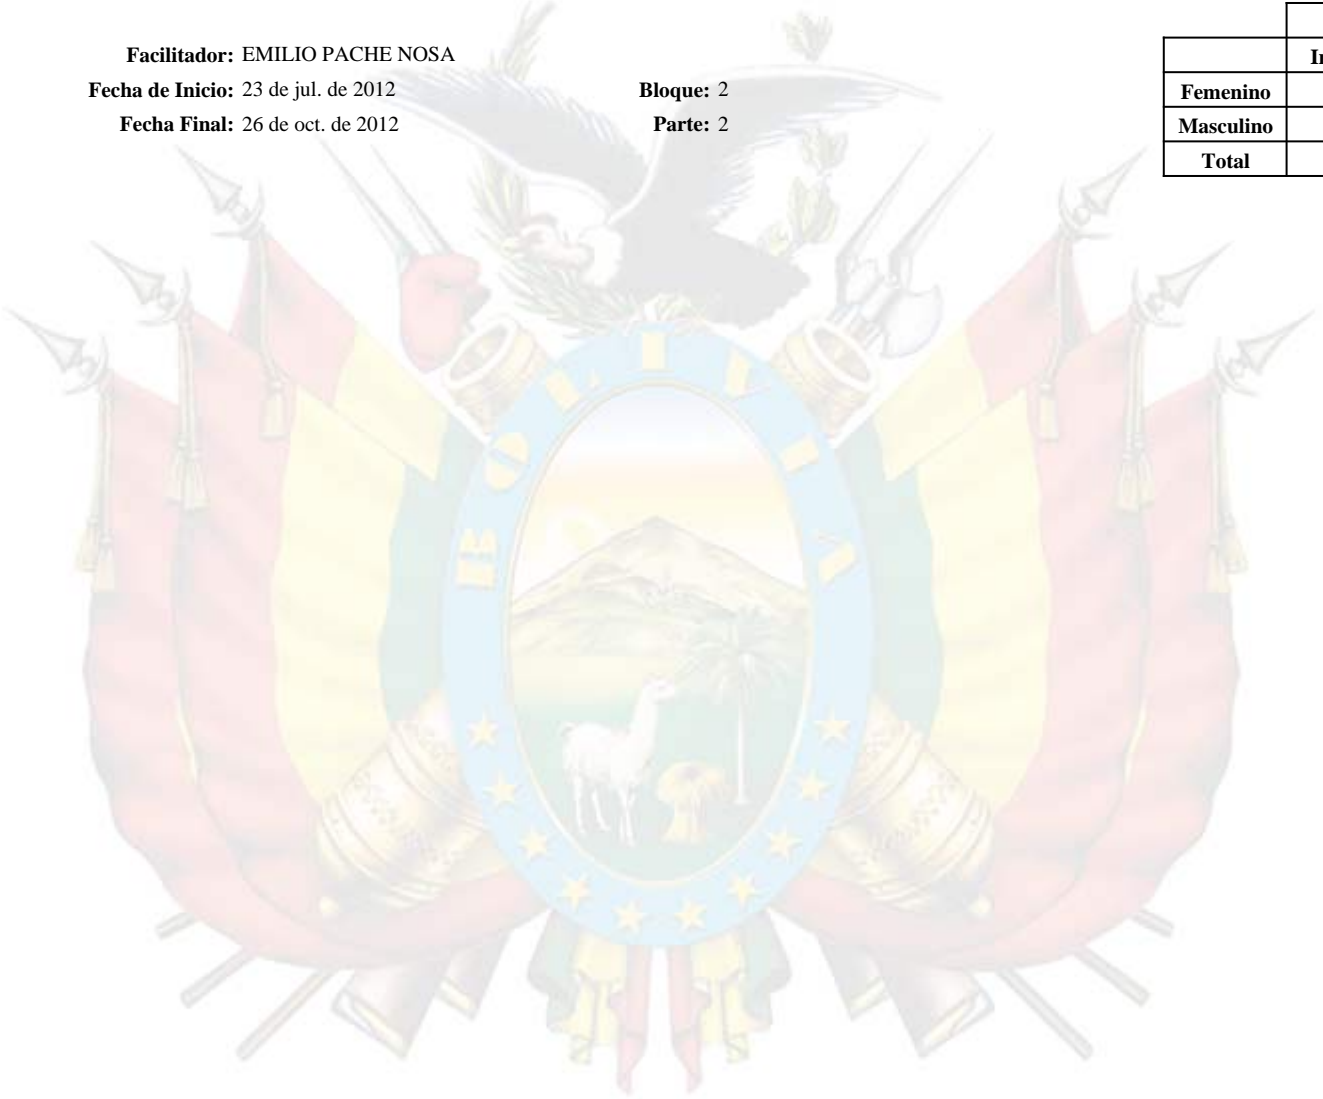 Facilitador: EMILIO PACHE NOSA
Fecha de Inicio: 23 de jul. de 2012
Bloque: 2
Fecha Final: 26 de oct. de 2012
Parte: 2
Femenino
Masculino
Total
BOLIVIA